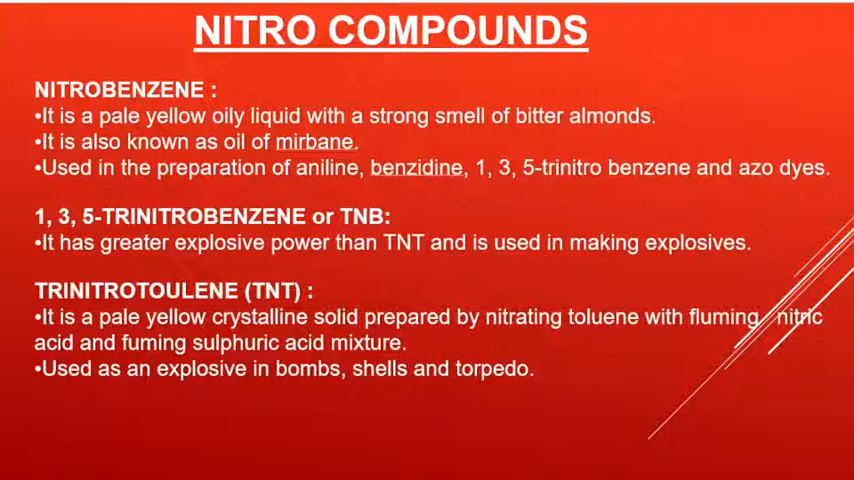 NITRO COMPOUNDS
NITROBENZENE :
•It is a pale yellow oily liquid with a strong smell of bitter almonds.
•It is also known as oil of mirbane.
•Used in the preparation of aniline, benzidine, 1, 3, 5-trinitro benzene and azo dyes.
1, 3, 5-TRINITROBENZENE or TNB:
•It has greater explosive power than TNT and is used in making explosives.
TRINITROTOULENE (TNT) :
•It is a pale yellow crystalline solid prepared by nitrating toluene with fluming nitric
acid and fuming sulphuric acid mixture.
•Used as an explosive in bombs, shells and torpedo.